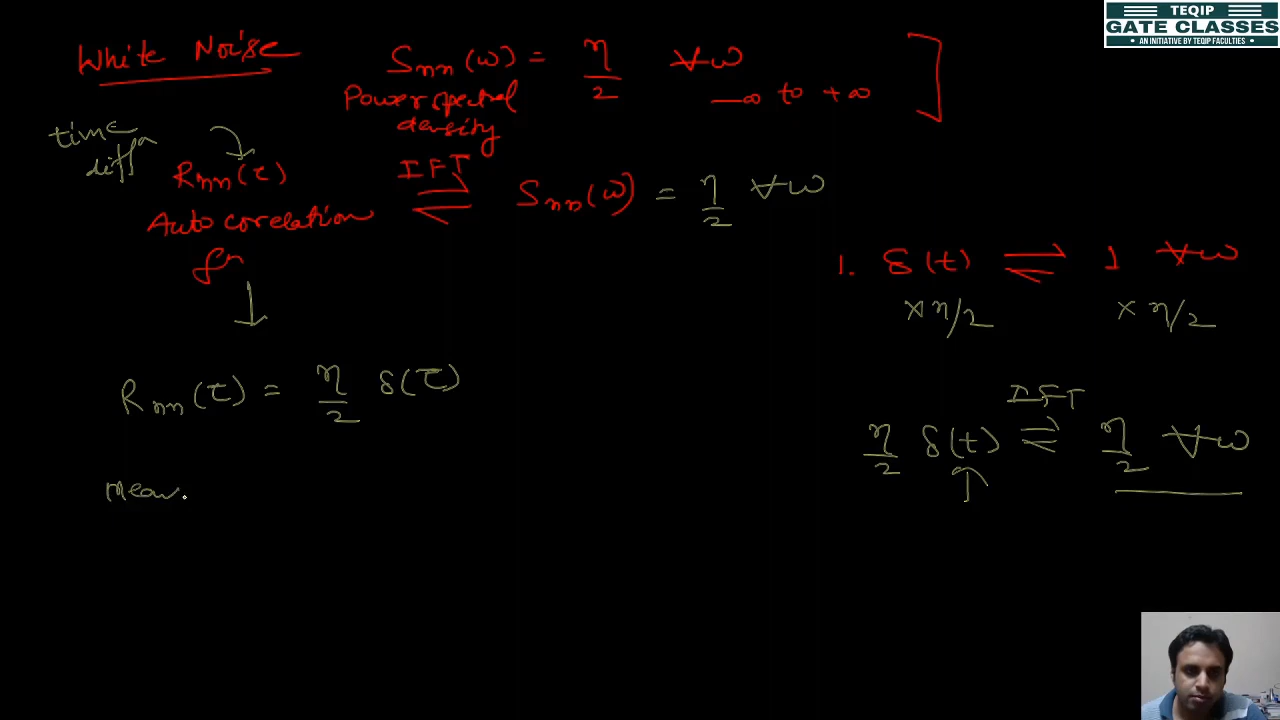 TEQIP
GATE CLASSES
• AN INITIATIVE BY TEQIP FACULTIES •
White Noise
Snn(ω) = η/2 ∀ω
-∞ to +∞
Power spectral
density
time
diff
Rnn(τ) IFT ⇌ Snn(ω) = η/2 ∀ω
Auto corelation
fn
1. δ(t) ⇌ 1 ∀ω
×η/2 × η/2
↓
Rnn(τ) = η/2 δ(τ)
IFT
η/2 δ(t) ⇌ η/2 ∀ω
↑
Mean